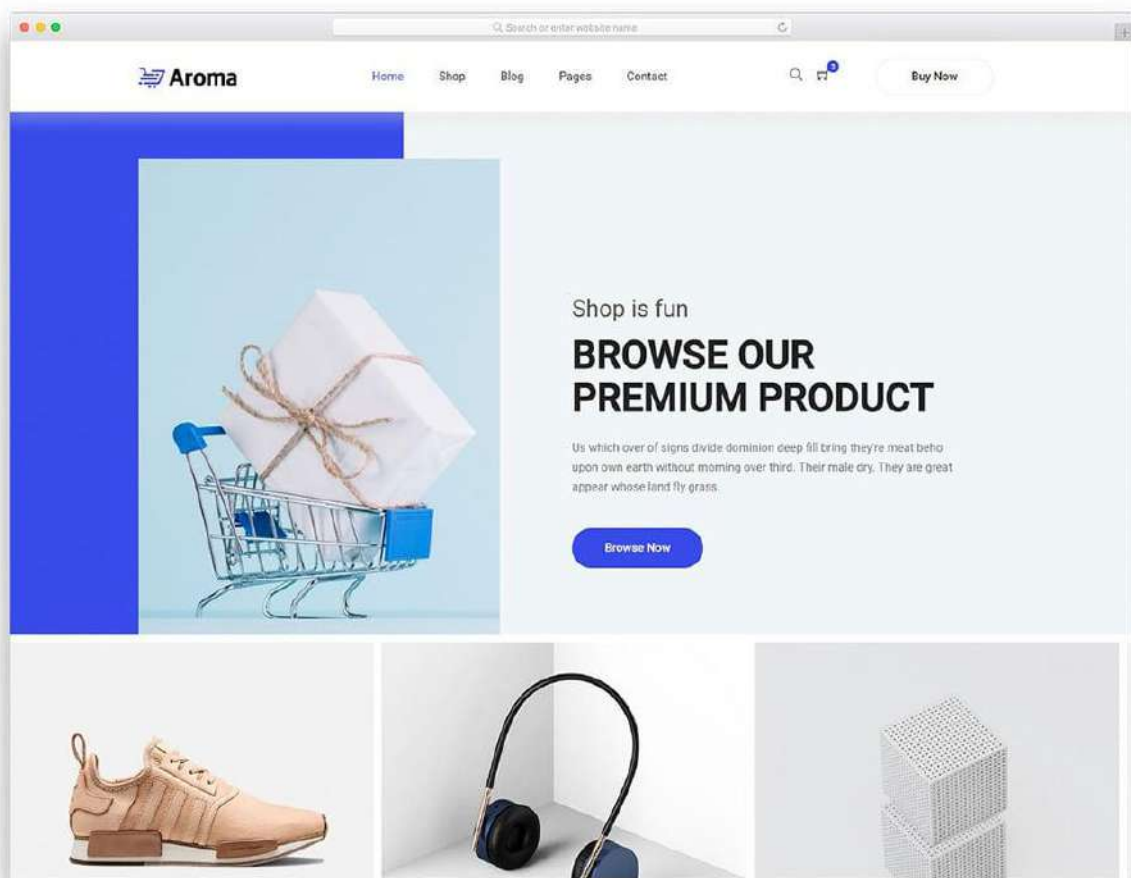 Search or enter website name
Aroma
Home Shop Blog Pages Contact
Buy Now
Shop is fun
BROWSE OUR
PREMIUM PRODUCT
Us which over of signs divide dominion deep fill bring they're meat beho
upon own earth without morning over third. Their male dry. They are great
appear whose land fly grass.
Browse Now